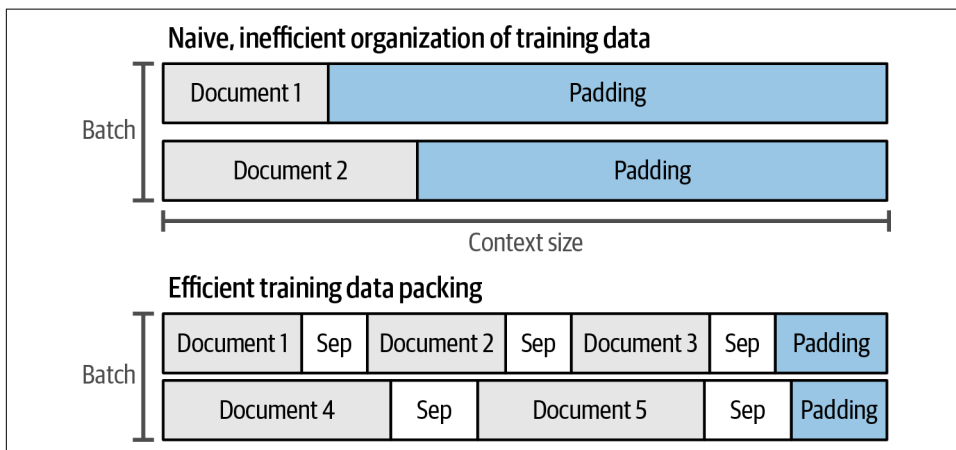 Naive, inefficient organization of training data
Document 1 Padding
Batch
Document 2 Padding
Context size
Efficient training data packing
Document 1 Sep Document 2 Sep Document 3 Sep Padding
Batch
Document 4 Sep Document 5 Sep Padding